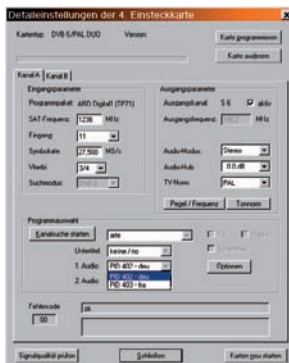 Detaileinstellungen der 4. Einsteckkarte
Kartentyp: DVB-S/PAL DUO Version:
Karte programmieren
Karte auslesen
Kanal A Kanal B
Eingangsparameter
Programmpaket: ARD Digital1 (TP71)
SAT-Frequenz: 1236 MHz
Eingang: 11
Symbolrate: 27,500 MS/s
Viterbi: 3/4
Suchmodus:
Ausgangsparameter
Ausgangskanal: S 6 aktiv
Ausgangsfrequenz: MHz
Audio-Modus: Stereo
Audio-Hub: 0.0 dB
TV-Norm: PAL
Pegel / Frequenz Tonnorm
Programmauswahl
Kanalsuche starten arte
Untertitel: keine / no
1. Audio PID 402 - deu
PID 402 - deu
2. Audio PID 403 - fra
Optionen
Fehlercode
00 ok
Signalqualität prüfen Schließen Karten neu starten